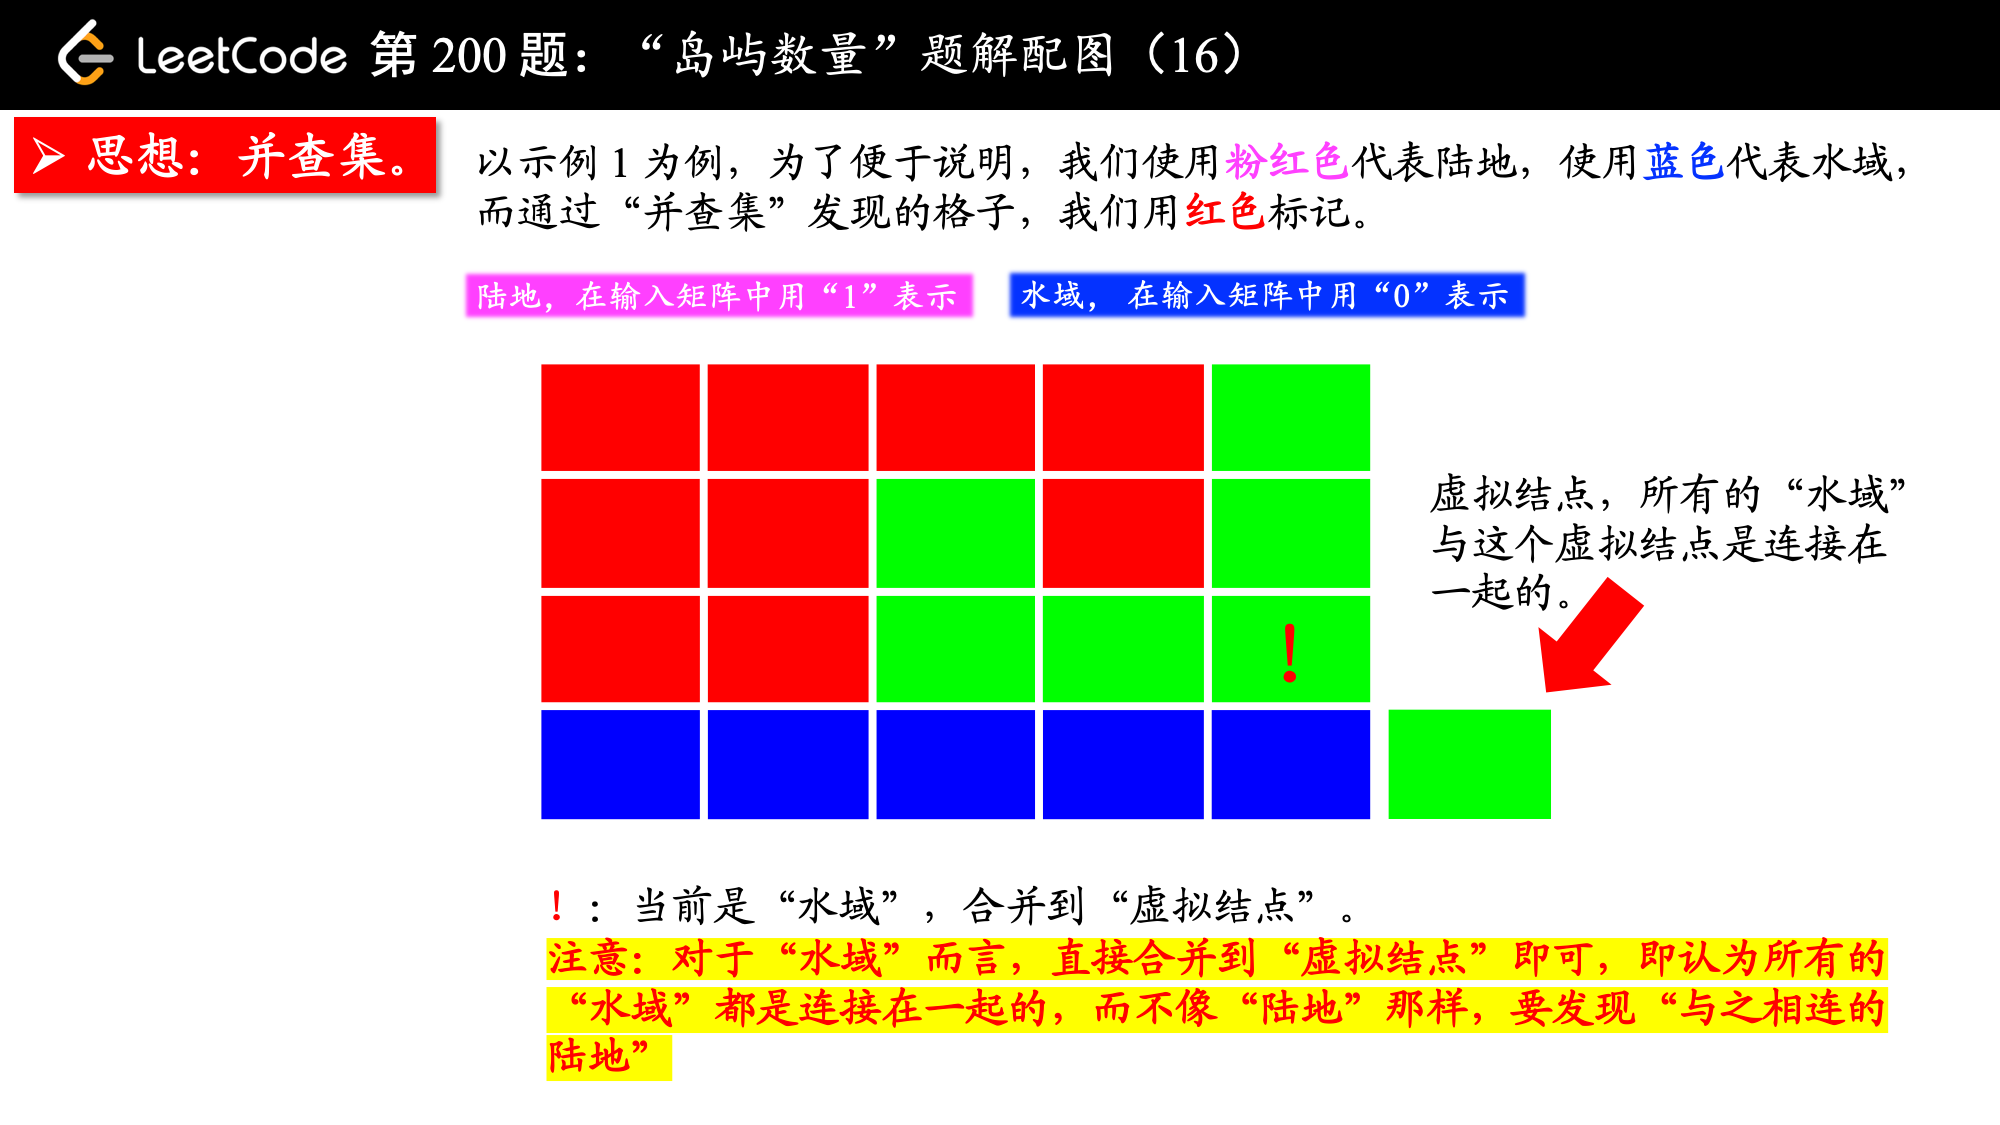 LeetCode 第 200 题：“岛屿数量”题解配图（16）
思想：并查集。
以示例 1 为例，为了便于说明，我们使用粉红色代表陆地，使用蓝色代表水域，
而通过“并查集”发现的格子，我们用红色标记。
陆地，在输入矩阵中用“1”表示
水域， 在输入矩阵中用“0”表示
虚拟结点，所有的“水域”
与这个虚拟结点是连接在
一起的。
！
！：当前是“水域”，合并到“虚拟结点”。
注意：对于“水域”而言，直接合并到“虚拟结点”即可，即认为所有的
“水域”都是连接在一起的，而不像“陆地”那样，要发现“与之相连的
陆地”